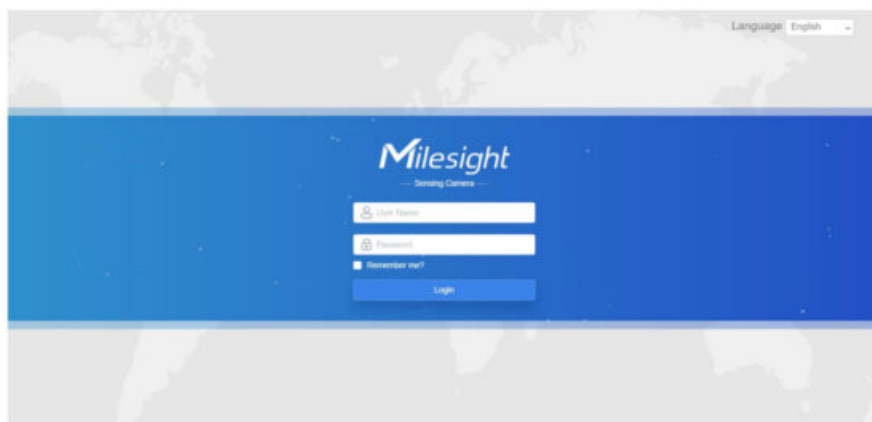 Language English
Milesight
Sensing Camera
User Name
Password
Remember me?
Login